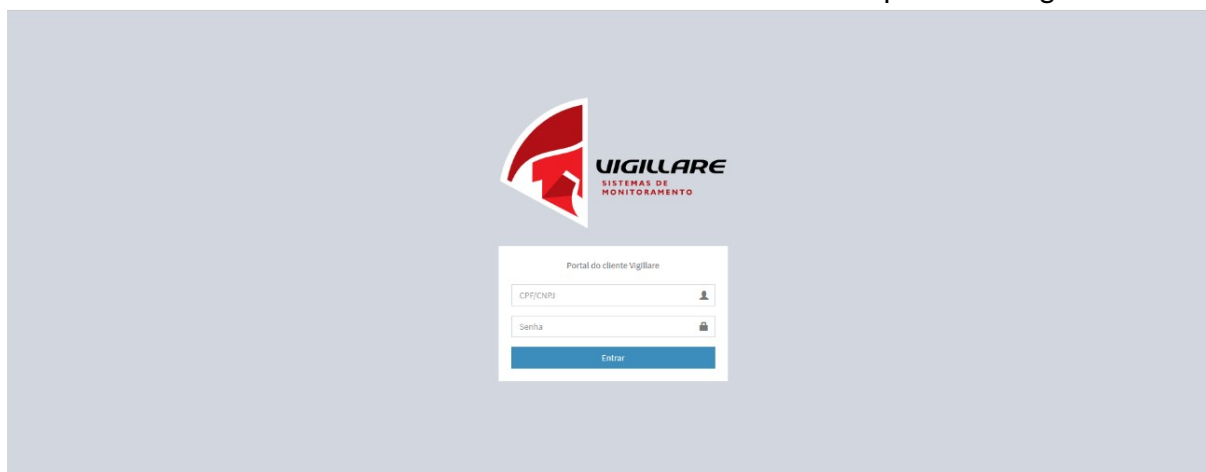 VIGILLARE
SISTEMAS DE
MONITORAMENTO
Portal do cliente Vigillare
CPF/CNPJ
Senha
Entrar